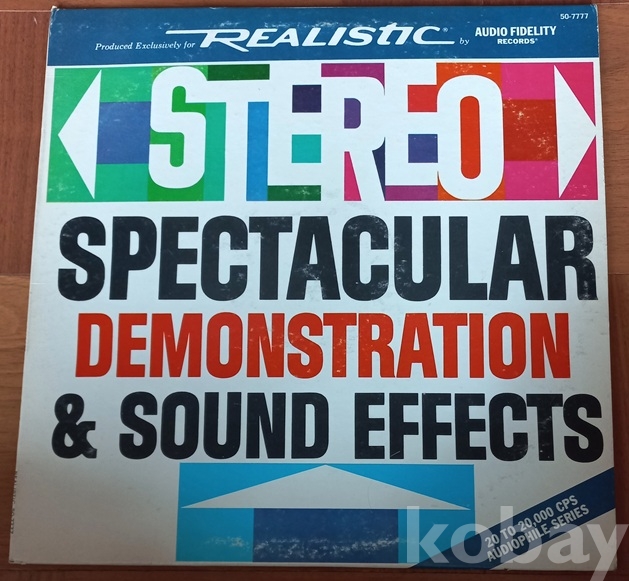 50-7777
Produced Exclusively for REALISTIC® by AUDIO FIDELITY
RECORDS®
STEREO
SPECTACULAR
DEMONSTRATION
& SOUND EFFECTS
20 TO 20,000 CPS
AUDIOPHILE SERIES
kobay